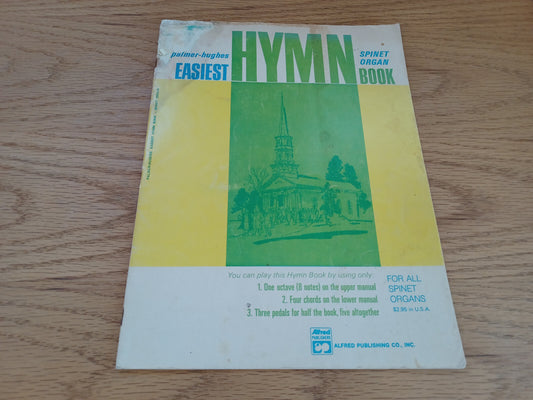 palmer-hughes
EASIEST
HYMN
SPINET
ORGAN
BOOK
You can play this Hymn Book by using only:
1. One octave (8 notes) on the upper manual
2. Four chords on the lower manual
3. Three pedals for half the book, five altogether
FOR ALL
SPINET
ORGANS
$2.95 in U.S.A.
Alfred
PUBLISHERS
ALFRED PUBLISHING CO., INC.